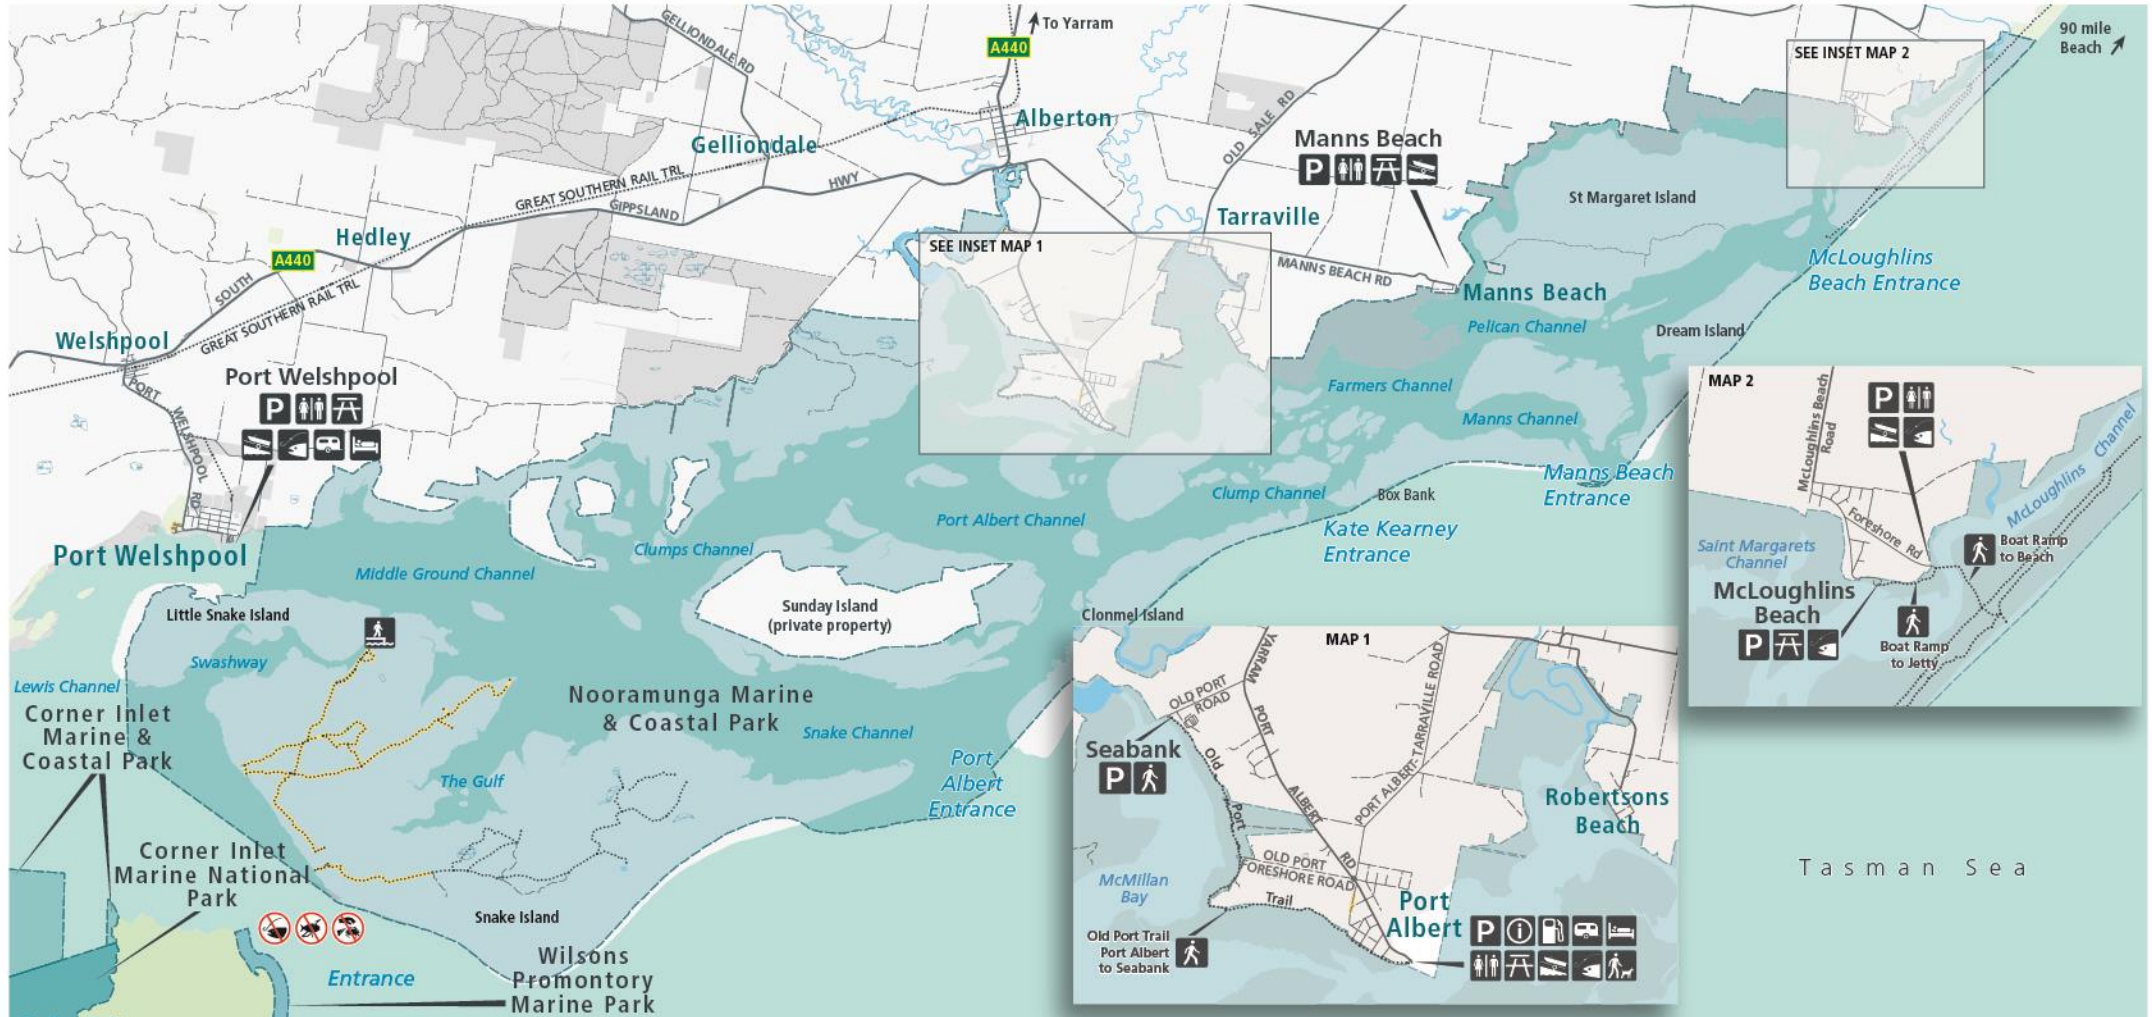 GELLIONDALE RD
To Yarram
A440
90 mile
Beach
SEE INSET MAP 2
Alberton
Gelliondale
OLD SALE RD
Manns Beach
P
GREAT SOUTHERN RAIL TRL
HWY
GIPPSLAND
St Margaret Island
Tarraville
Hedley
SEE INSET MAP 1
A440
MANNS BEACH RD
McLoughlins
Beach Entrance
SOUTH
GREAT SOUTHERN RAIL TRL
Manns Beach
Pelican Channel
Dream Island
Welshpool
PORT
WELSHPOOL
RD
Port Welshpool
P
Farmers Channel
Manns Channel
Manns Beach
Entrance
Clump Channel
Box Bank
Port Albert Channel
Kate Kearney
Entrance
Port Welshpool
Clumps Channel
Middle Ground Channel
Little Snake Island
Sunday Island
(private property)
Clonmel Island
Swashway
Lewis Channel
Corner Inlet
Marine &
Coastal Park
Nooramunga Marine
& Coastal Park
Snake Channel
The Gulf
Port
Albert
Entrance
Corner Inlet
Marine National
Park
Snake Island
Entrance
Wilsons
Promontory
Marine Park
Tasman Sea
MAP 2
McLoughlins Beach
Road
P
McLoughlins Channel
Foreshore Rd
Boat Ramp
to Beach
Saint Margarets
Channel
McLoughlins
Beach
P
Boat Ramp
to Jetty
MAP 1
YARRAM
PORT
ALBERT
RD
OLD PORT
ROAD
PORT ALBERT-TARRAVILLE ROAD
Seabank
P
Old
Port
Trail
Robertsons
Beach
OLD PORT
FORESHORE ROAD
McMillan
Bay
Port
Albert
P
i
Old Port Trail
Port Albert
to Seabank